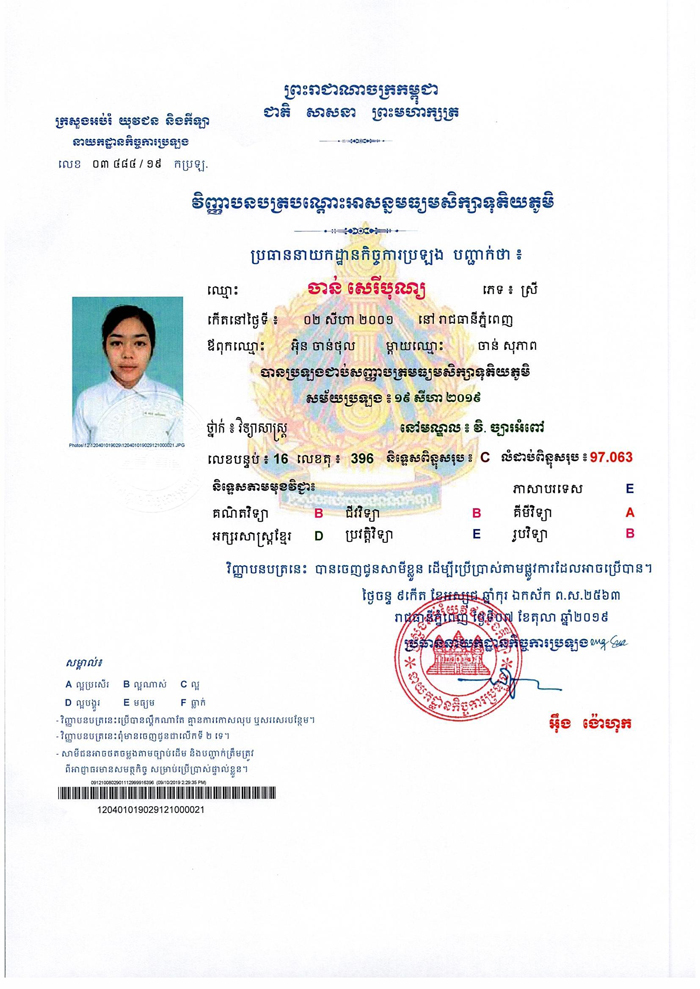 ព្រះរាជាណាចក្រកម្ពុជា
ជាតិ សាសនា ព្រះមហាក្សត្រ
ក្រសួងអប់រំ យុវជន និងកីឡា
នាយកដ្ឋានកិច្ចការប្រឡង
លេខ ០៣ ៤៨៤/១៩ កប្រឡ.
វិញ្ញាបនបត្របណ្តោះអាសន្នមធ្យមសិក្សាទុតិយភូមិ
ប្រធាននាយកដ្ឋានកិច្ចការប្រឡង បញ្ជាក់ថា ៖
ឈ្មោះ ចាន់ សេរីបុណ្យ ភេទ ៖ ស្រី
កើតនៅថ្ងៃទី ៖ ០២ សីហា ២០០១ នៅ រាជធានីភ្នំពេញ
ឪពុកឈ្មោះ អ៊ិន ចាន់ផុល ម្តាយឈ្មោះ ចាន់ សុភាព
បានប្រឡងជាប់សញ្ញាបត្រមធ្យមសិក្សាទុតិយភូមិ
សម័យប្រឡង ៖ ១៩ សីហា ២០១៩
ថ្នាក់ ៖ វិទ្យាសាស្ត្រ នៅមណ្ឌល ៖ វិ. ច្បារអំពៅ
Photos/12120401019029\120401019029121000021.JPG
លេខបន្ទប់ ៖ 16 លេខតុ ៖ 396 និទ្ទេសពិន្ទុសរុប ៖ C លំដាប់ពិន្ទុសរុប ៖ 97.063
និទ្ទេសតាមមុខវិជ្ជា៖ ភាសាបរទេស E
គណិតវិទ្យា B ជីវវិទ្យា B គីមីវិទ្យា A
អក្សរសាស្ត្រខ្មែរ D ប្រវត្តិវិទ្យា E រូបវិទ្យា B
វិញ្ញាបនបត្រនេះ បានចេញជូនសាមីខ្លួន ដើម្បីប្រើប្រាស់តាមផ្លូវការដែលអាចប្រើបាន។
ថ្ងៃចន្ទ ៩កើត ខែអស្សុជ ឆ្នាំកុរ ឯកស័ក ព.ស.២៥៦៣
រាជធានីភ្នំពេញ ថ្ងៃទី០៧ ខែតុលា ឆ្នាំ២០១៩
ប្រធាននាយកដ្ឋានកិច្ចការប្រឡង
នាយកដ្ឋានកិច្ចការប្រឡង
អ៊ឹង ង៉ោហុក
សម្គាល់៖
A ល្អប្រសើរ B ល្អណាស់ C ល្អ
D ល្អបង្គួរ E មធ្យម F ធ្លាក់
- វិញ្ញាបនបត្រនេះប្រើបានល្គឹកណាតែ គ្មានការកោសលុប ឬសរសេរបន្ថែម។
- វិញ្ញាបនបត្រនេះពុំមានចេញជូនជាលើកទី ២ ទេ។
- សាមីជនអាចថតចម្លងតាមច្បាប់ដើម និងបញ្ជាក់ត្រឹមត្រូវ
ពីអាជ្ញាធរមានសមត្ថកិច្ច សម្រាប់ប្រើប្រាស់ផ្ទាល់ខ្លួន។
120401019029121000021